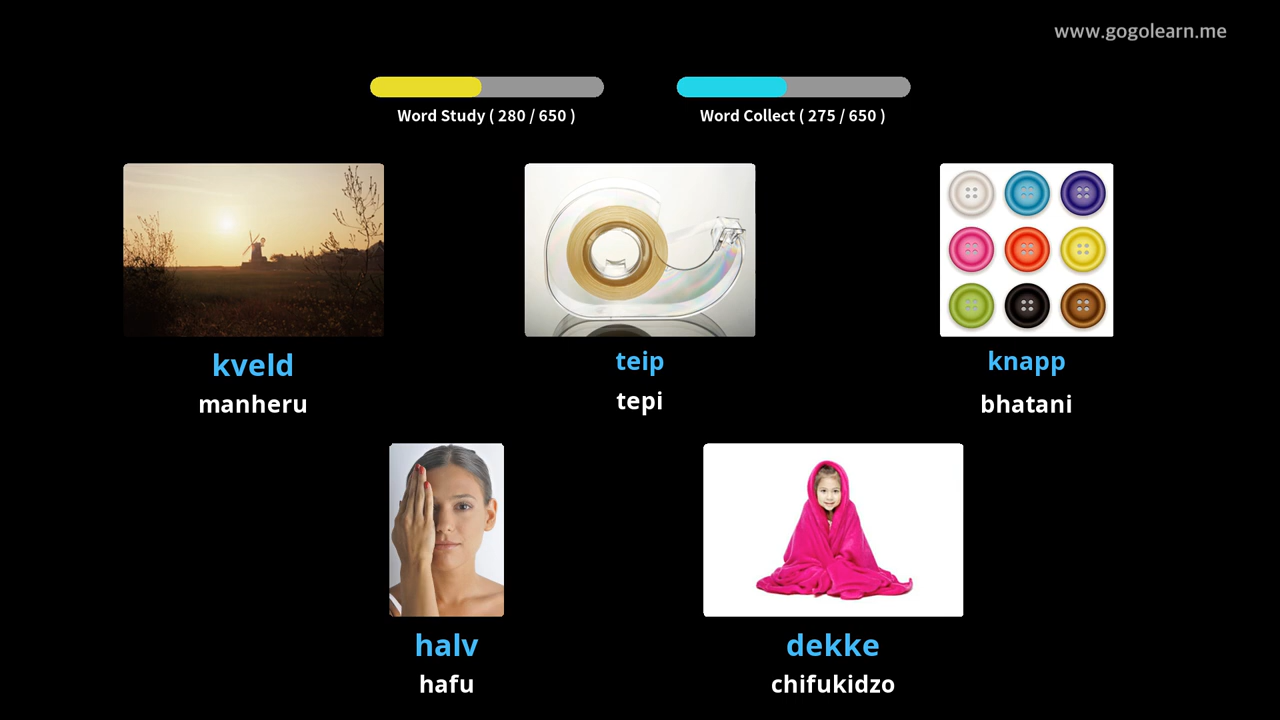 www.gogolearn.me
Word Study ( 280 / 650 )
Word Collect ( 275 / 650 )
kveld
manheru
teip
tepi
knapp
bhatani
halv
hafu
dekke
chifukidzo